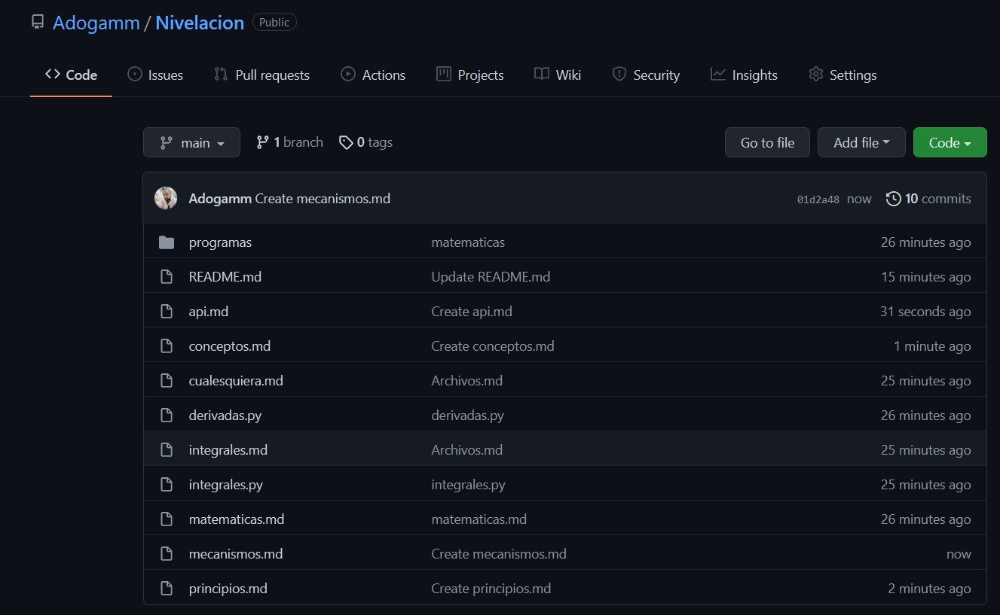 Adogamm / Nivelacion Public
Code Issues Pull requests Actions Projects Wiki Security Insights Settings
main 1 branch 0 tags Go to file Add file Code
Adogamm Create mecanismos.md 01d2a48 now 10 commits
programas matematicas 26 minutes ago
README.md Update README.md 15 minutes ago
api.md Create api.md 31 seconds ago
conceptos.md Create conceptos.md 1 minute ago
cualesquiera.md Archivos.md 25 minutes ago
derivadas.py derivadas.py 26 minutes ago
integrales.md Archivos.md 25 minutes ago
integrales.py integrales.py 25 minutes ago
matematicas.md matematicas.md 26 minutes ago
mecanismos.md Create mecanismos.md now
principios.md Create principios.md 2 minutes ago